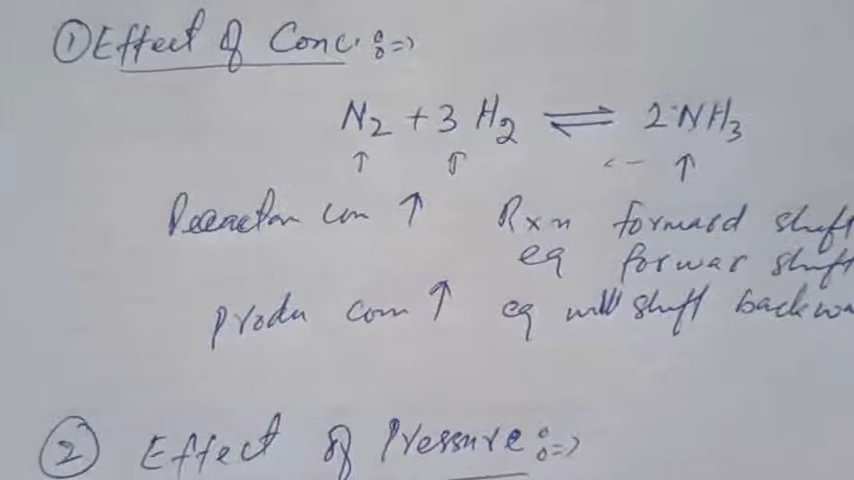 ① Effect of Conc. :=>
N₂ + 3 H₂ ⇌ 2 NH₃
↑ ↑ <-- ↑
con ↑ Rxn forward shift
eq forwar shift
produ con ↑ eq will shift backwa
② Effect of Pressure :=>